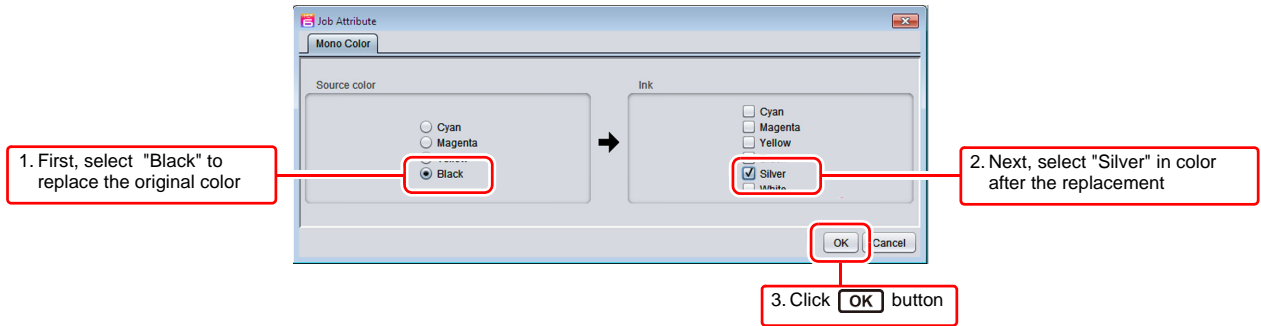 Job Attribute
Mono Color
Source color
Ink
Cyan
Magenta
Black
Cyan
Magenta
Yellow
Silver
White
1. First, select "Black" to
replace the original color
2. Next, select "Silver" in color
after the replacement
OK
Cancel
3. Click OK button